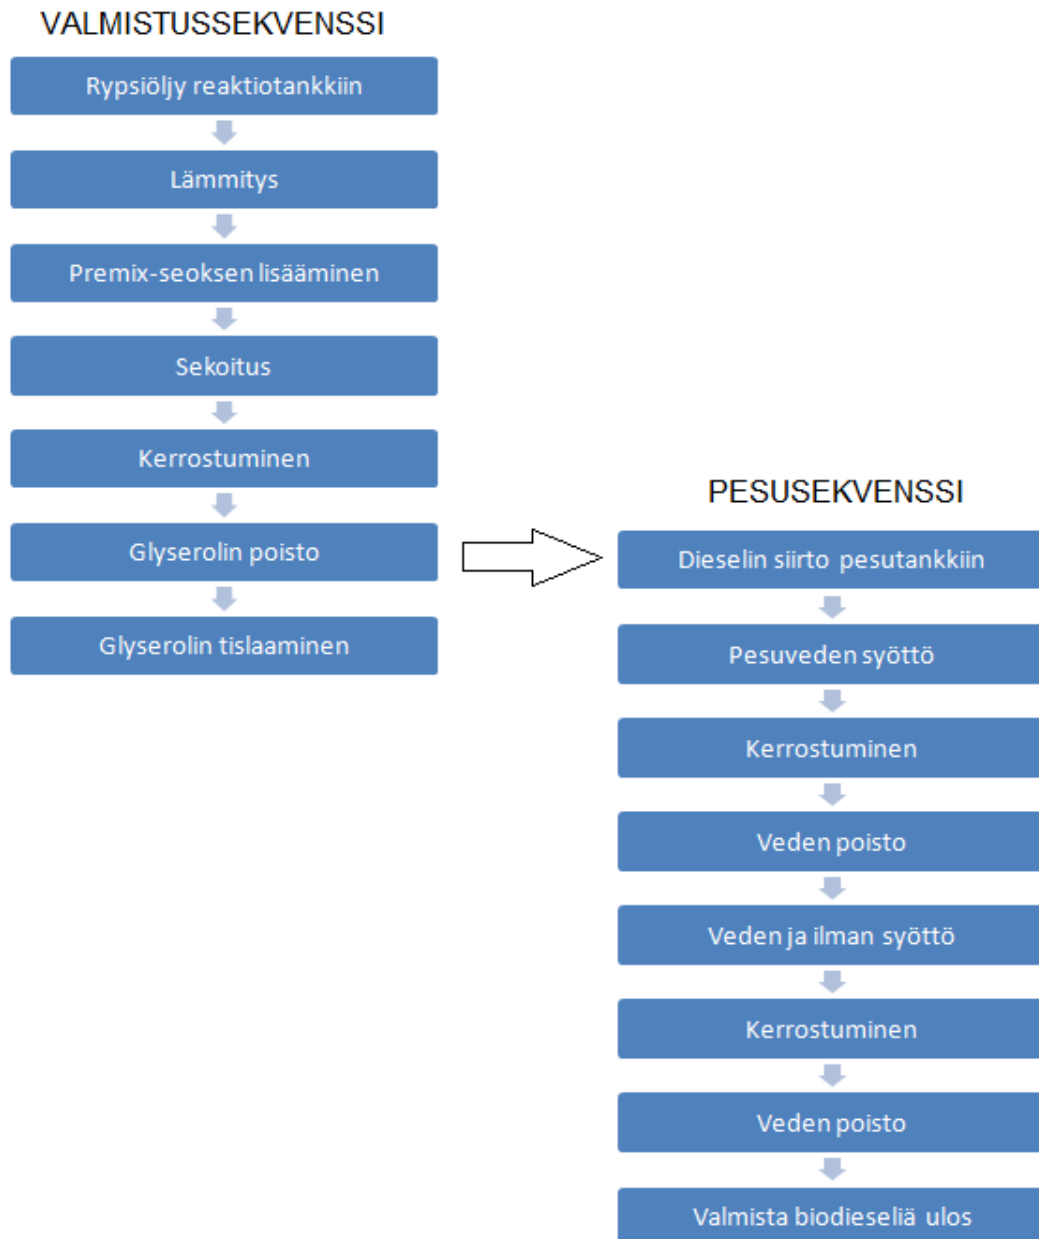 VALMISTUSSEKVENSSI
Rypsiöljy reaktiotankkiin
Lämmitys
Premix-seoksen lisääminen
Sekoitus
Kerrostuminen
Glyserolin poisto
Glyserolin tislaaminen
PESUSEKVENSSI
Dieselin siirto pesutankkiin
Pesuveden syöttö
Kerrostuminen
Veden poisto
Veden ja ilman syöttö
Kerrostuminen
Veden poisto
Valmista biodieseliä ulos